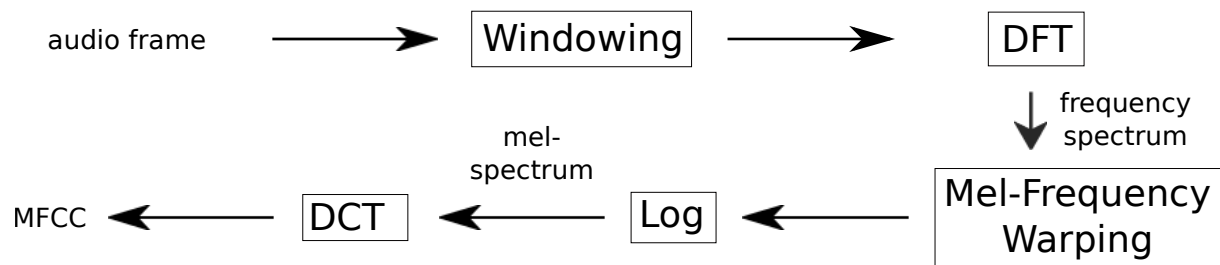 audio frame
Windowing
DFT
frequency
spectrum
Mel-Frequency
Warping
Log
mel-
spectrum
DCT
MFCC